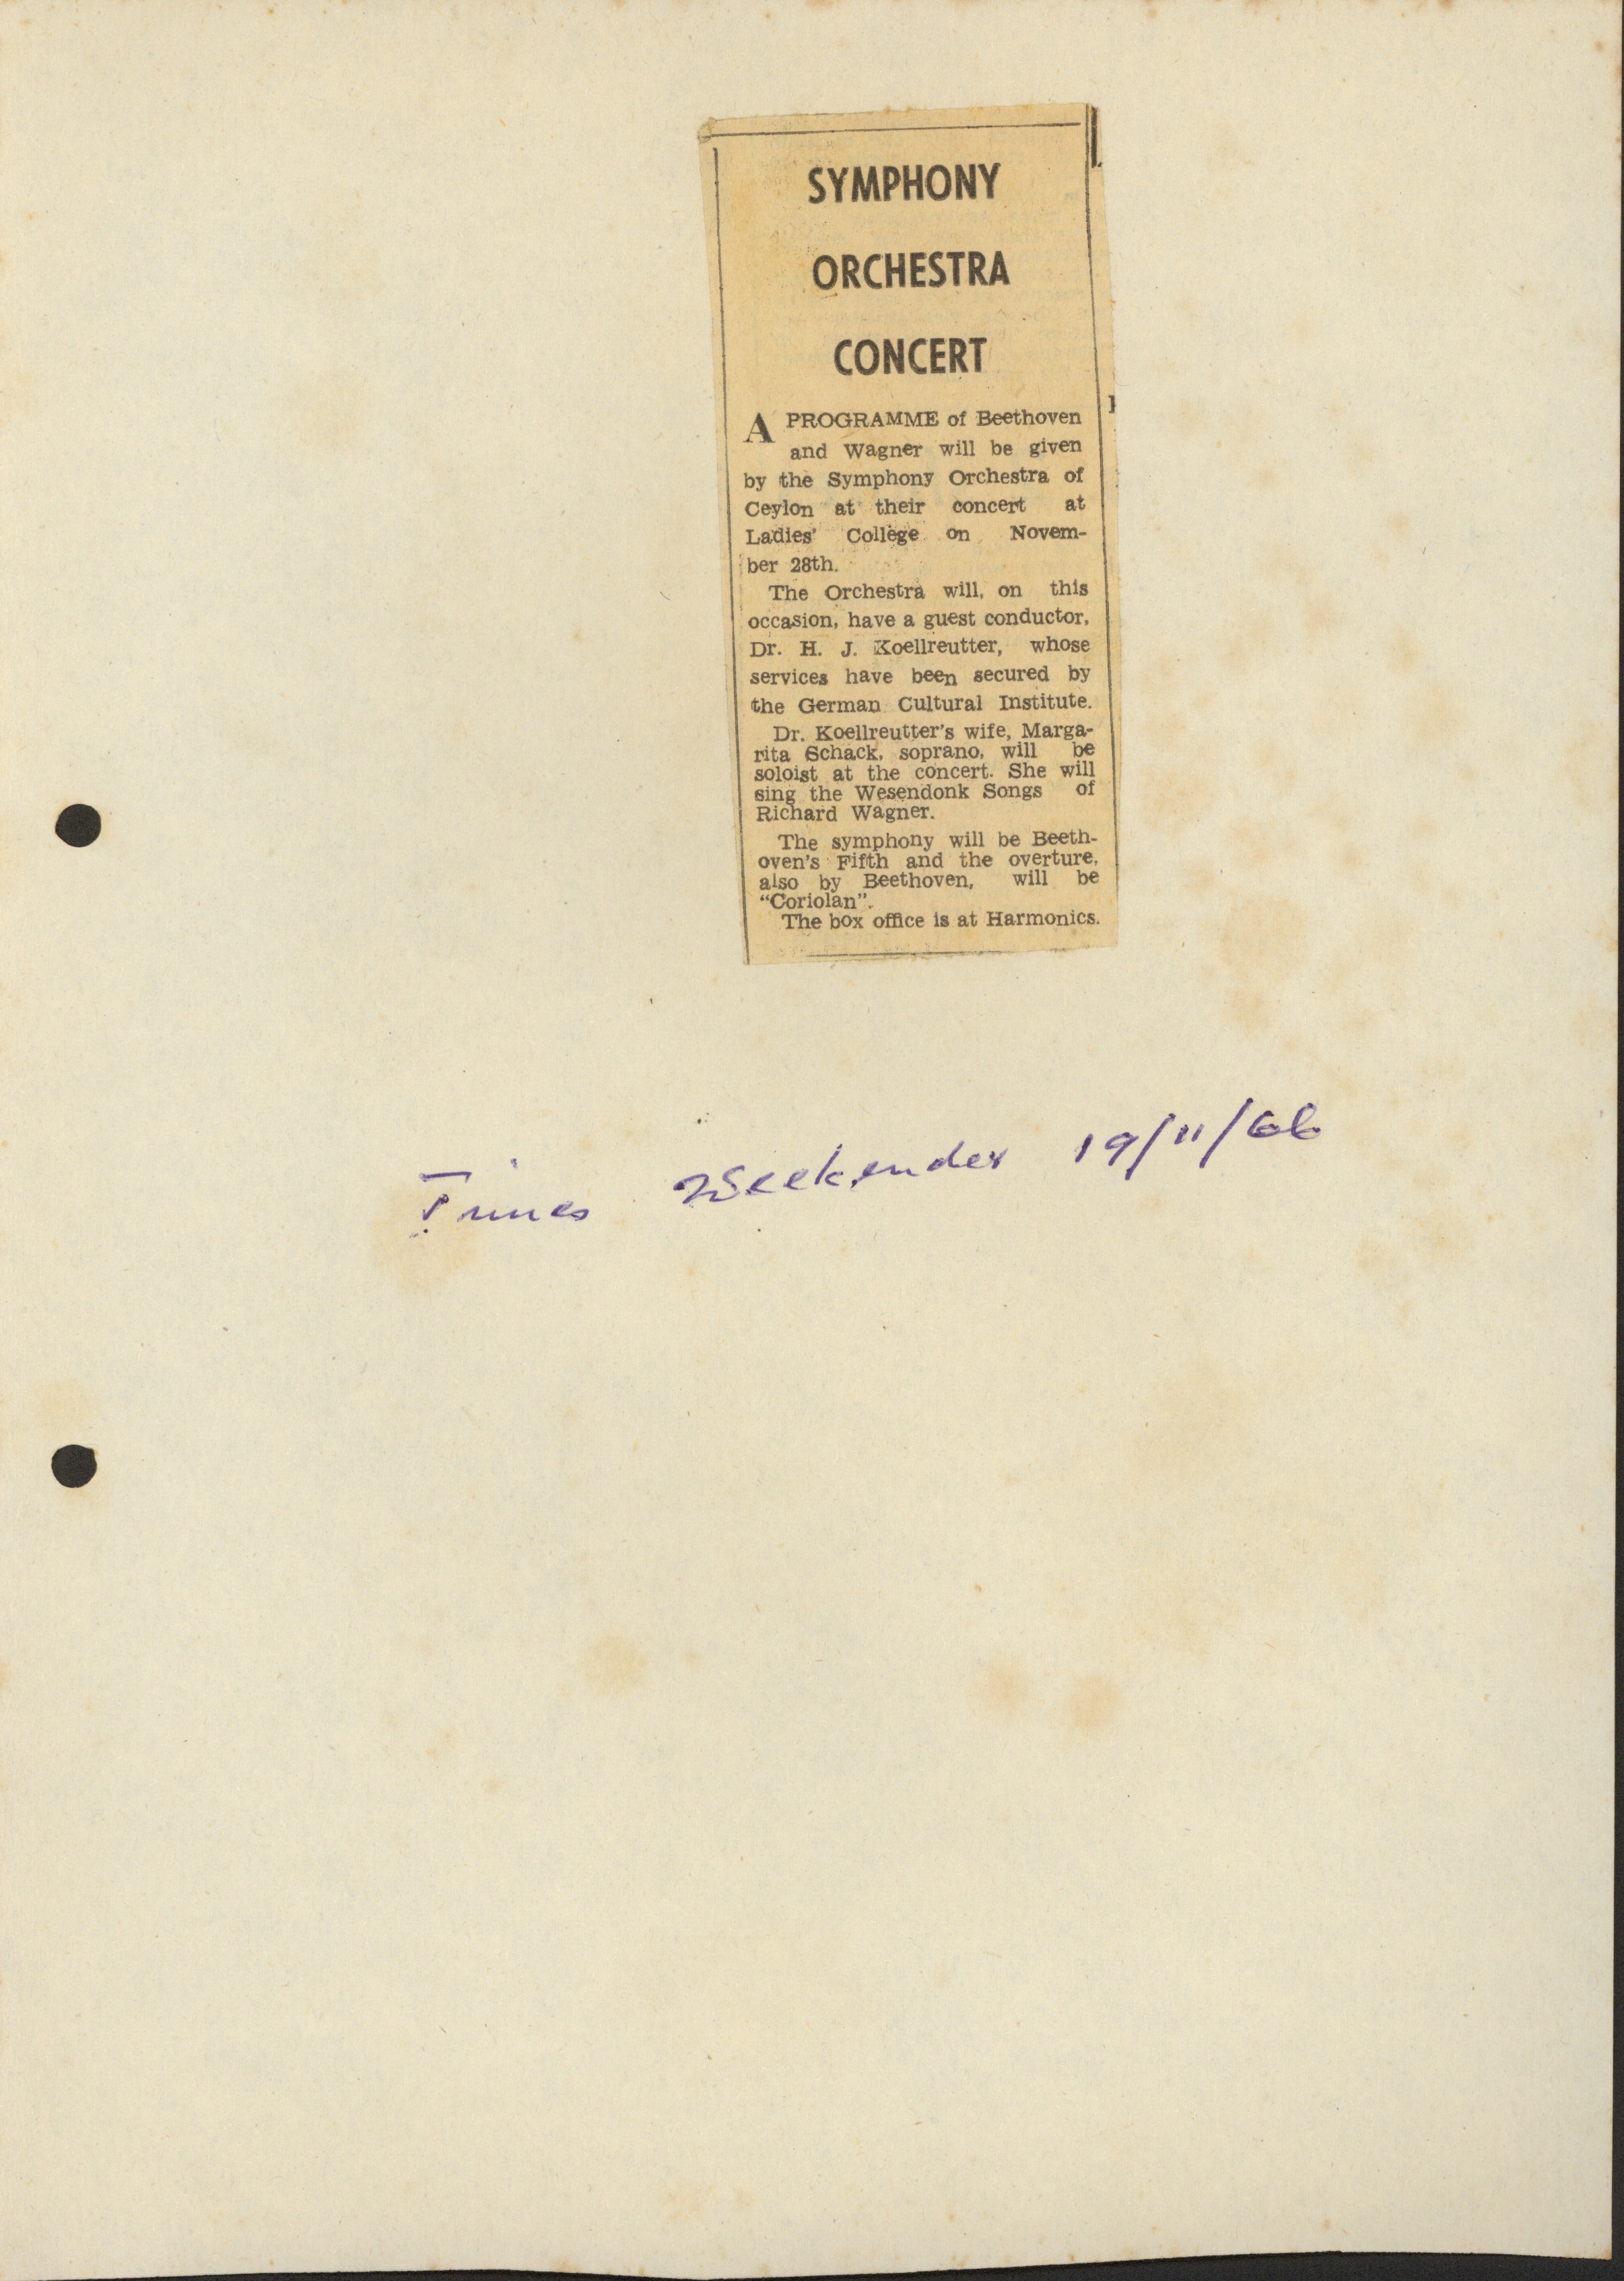 SYMPHONY
ORCHESTRA
CONCERT
A PROGRAMME of Beethoven
and Wagner will be given
by the Symphony Orchestra of
Ceylon at their concert at
Ladies' College on Novem-
ber 28th.
The Orchestra will, on this
occasion, have a guest conductor,
Dr. H. J. Koellreutter, whose
services have been secured by
the German Cultural Institute.
Dr. Koellreutter's wife, Marga-
rita Schack, soprano, will be
soloist at the concert. She will
sing the Wesendonk Songs of
Richard Wagner.
The symphony will be Beeth-
oven's Fifth and the overture,
also by Beethoven, will be
"Coriolan".
The box office is at Harmonics.
Times Weekender 19/11/66